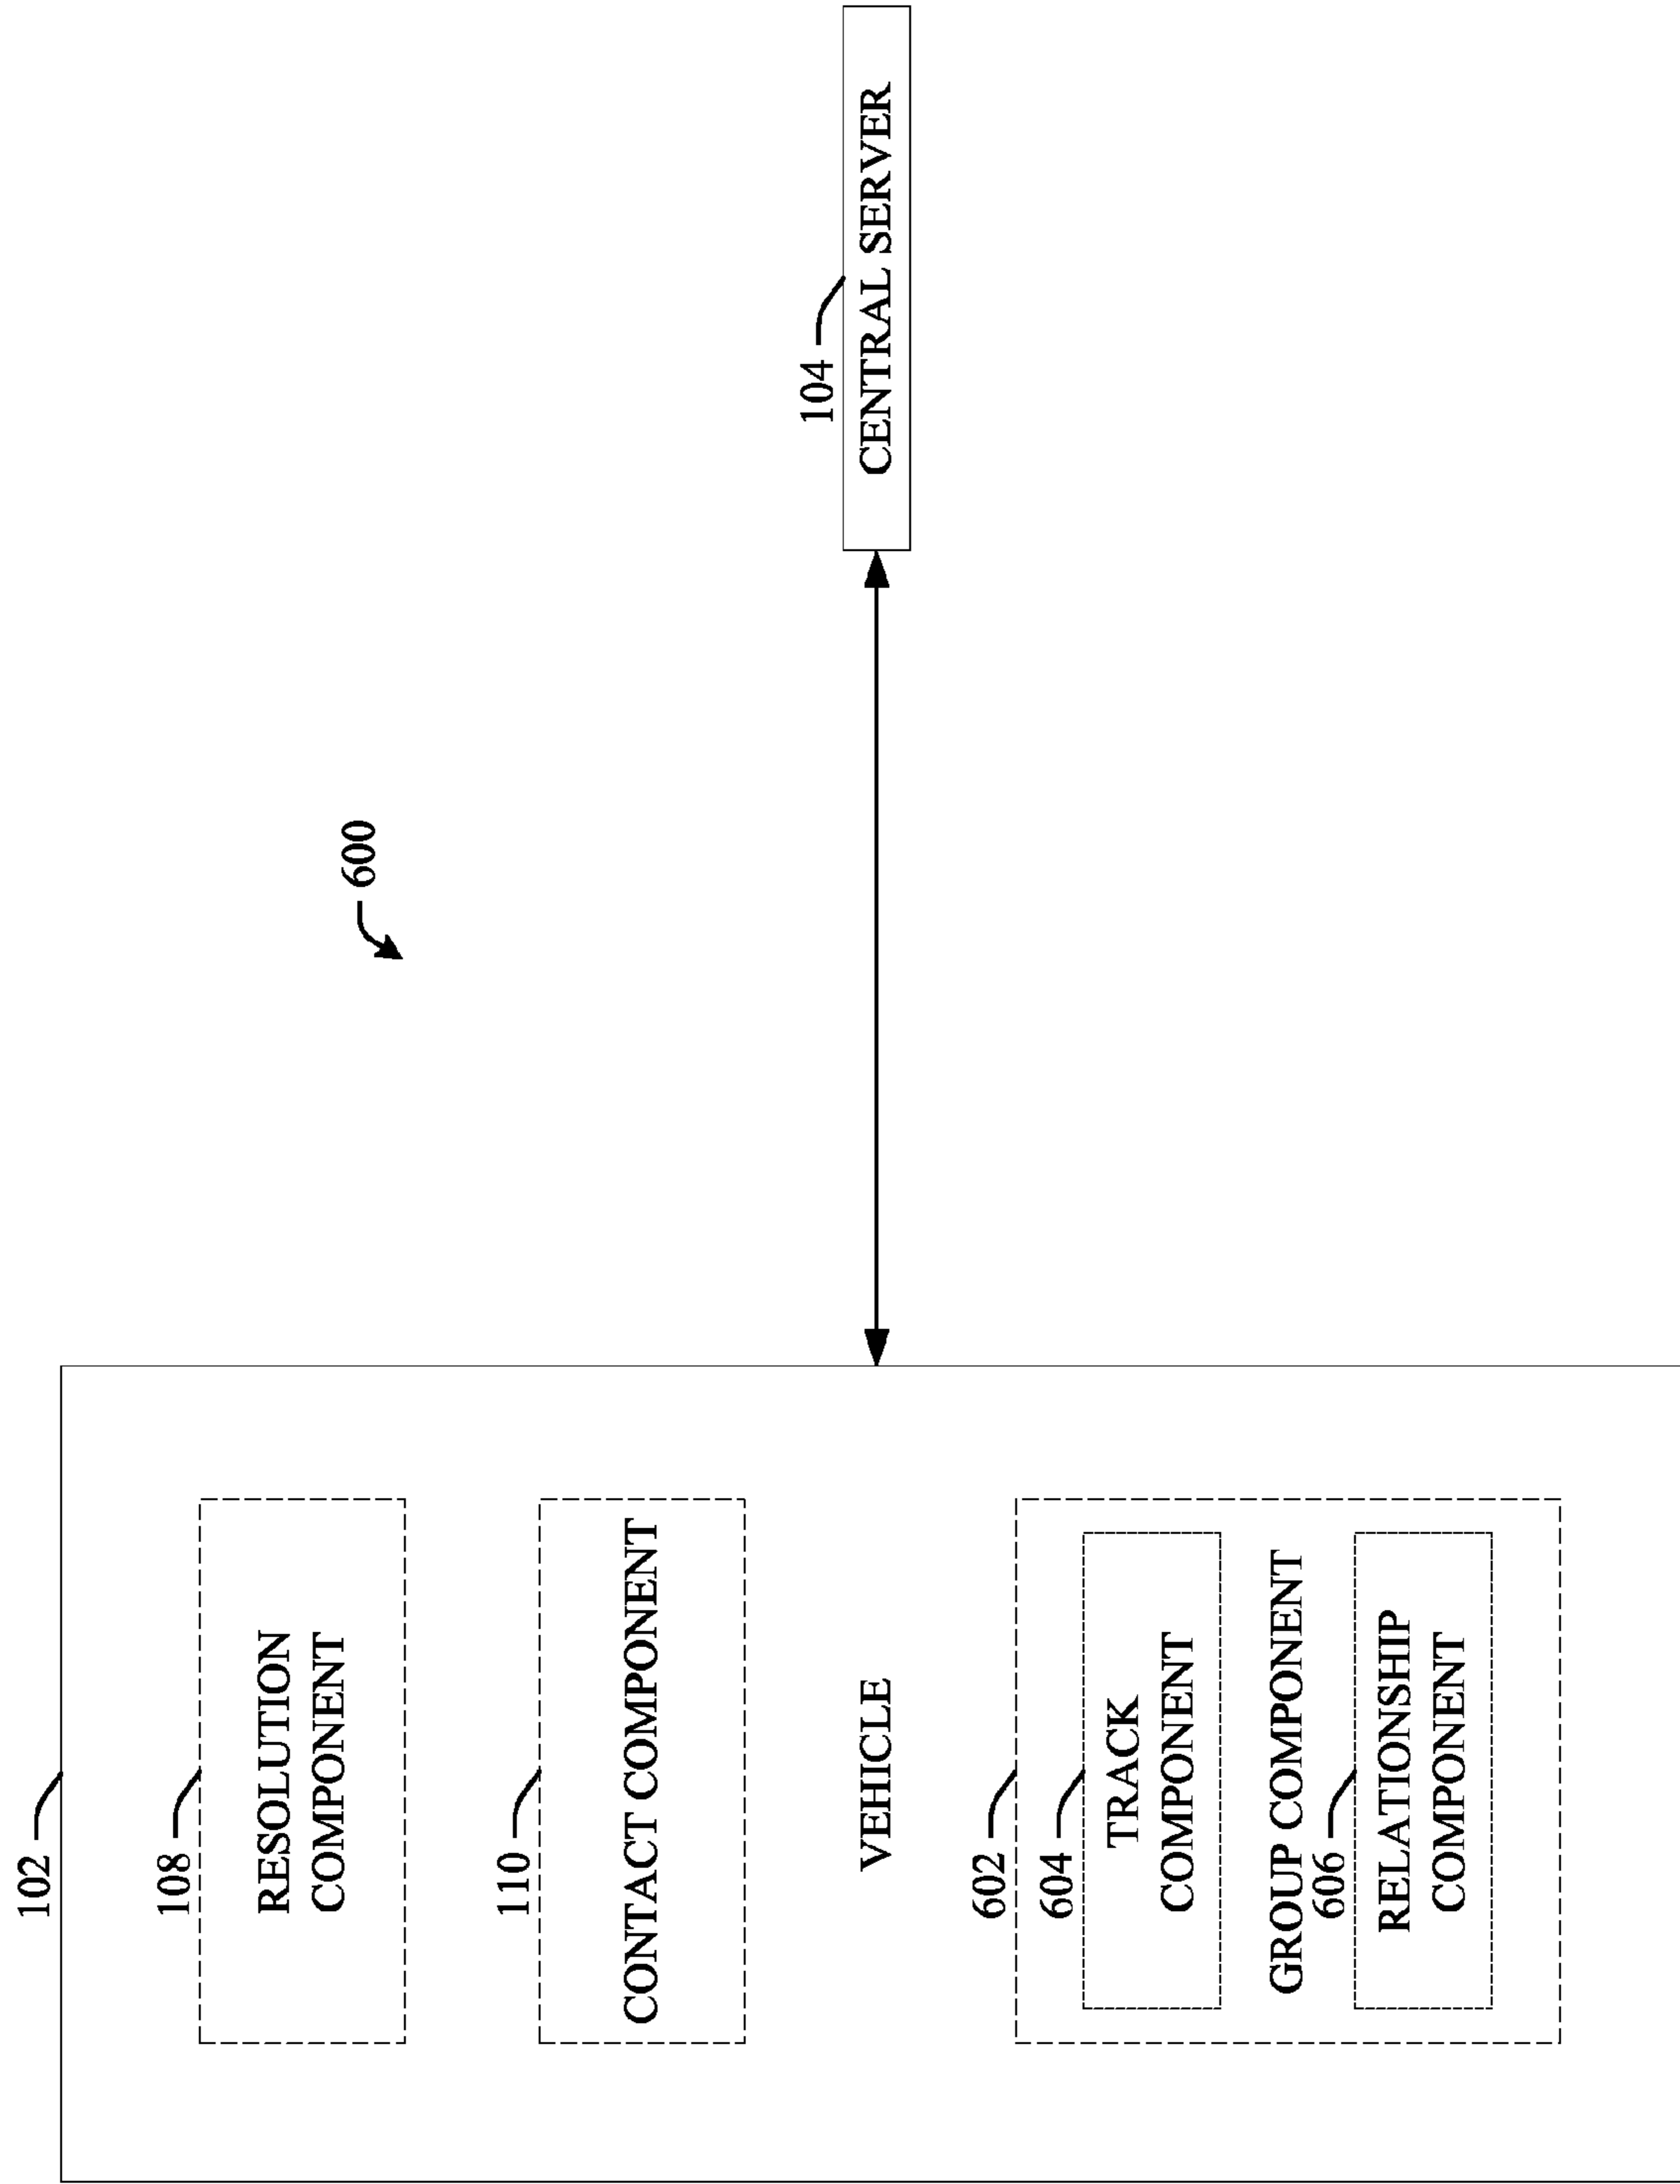 102
108
RESOLUTION
COMPONENT
600
110
CONTACT COMPONENT
104
VEHICLE
CENTRAL SERVER
602
604
TRACK
COMPONENT
GROUP COMPONENT
606
RELATIONSHIP
COMPONENT